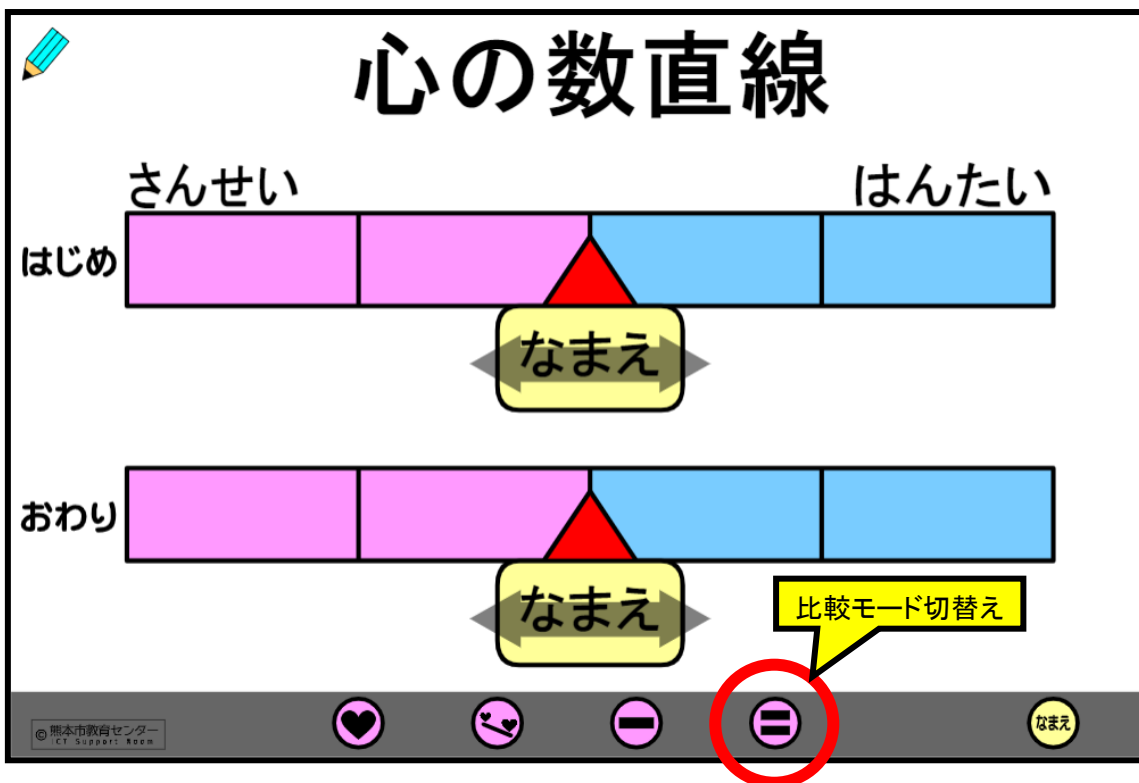 心の数直線
さんせい
はんたい
はじめ
なまえ
おわり
なまえ
比較モード切替え
©熊本市教育センター
ICT Support Room
なまえ